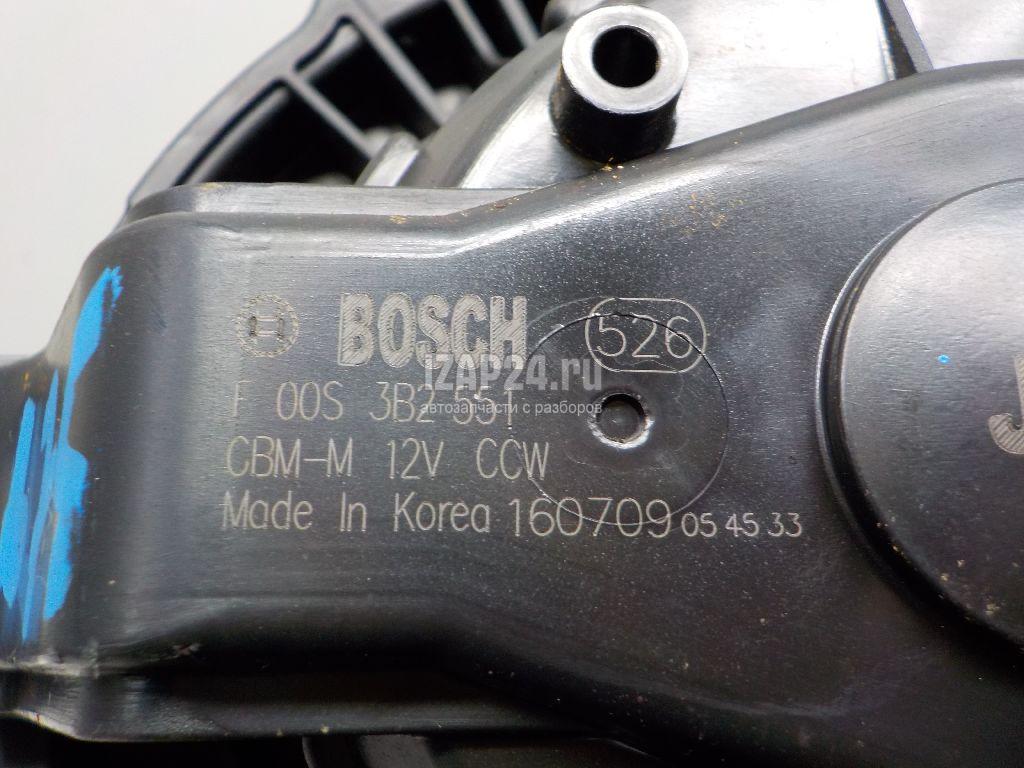 BOSCH 526
IZAP24.ru
F 00S 3B2 551
автозапчасти с разборов
CBM-M 12V CCW
Made In Korea 160709 05 45 33
J